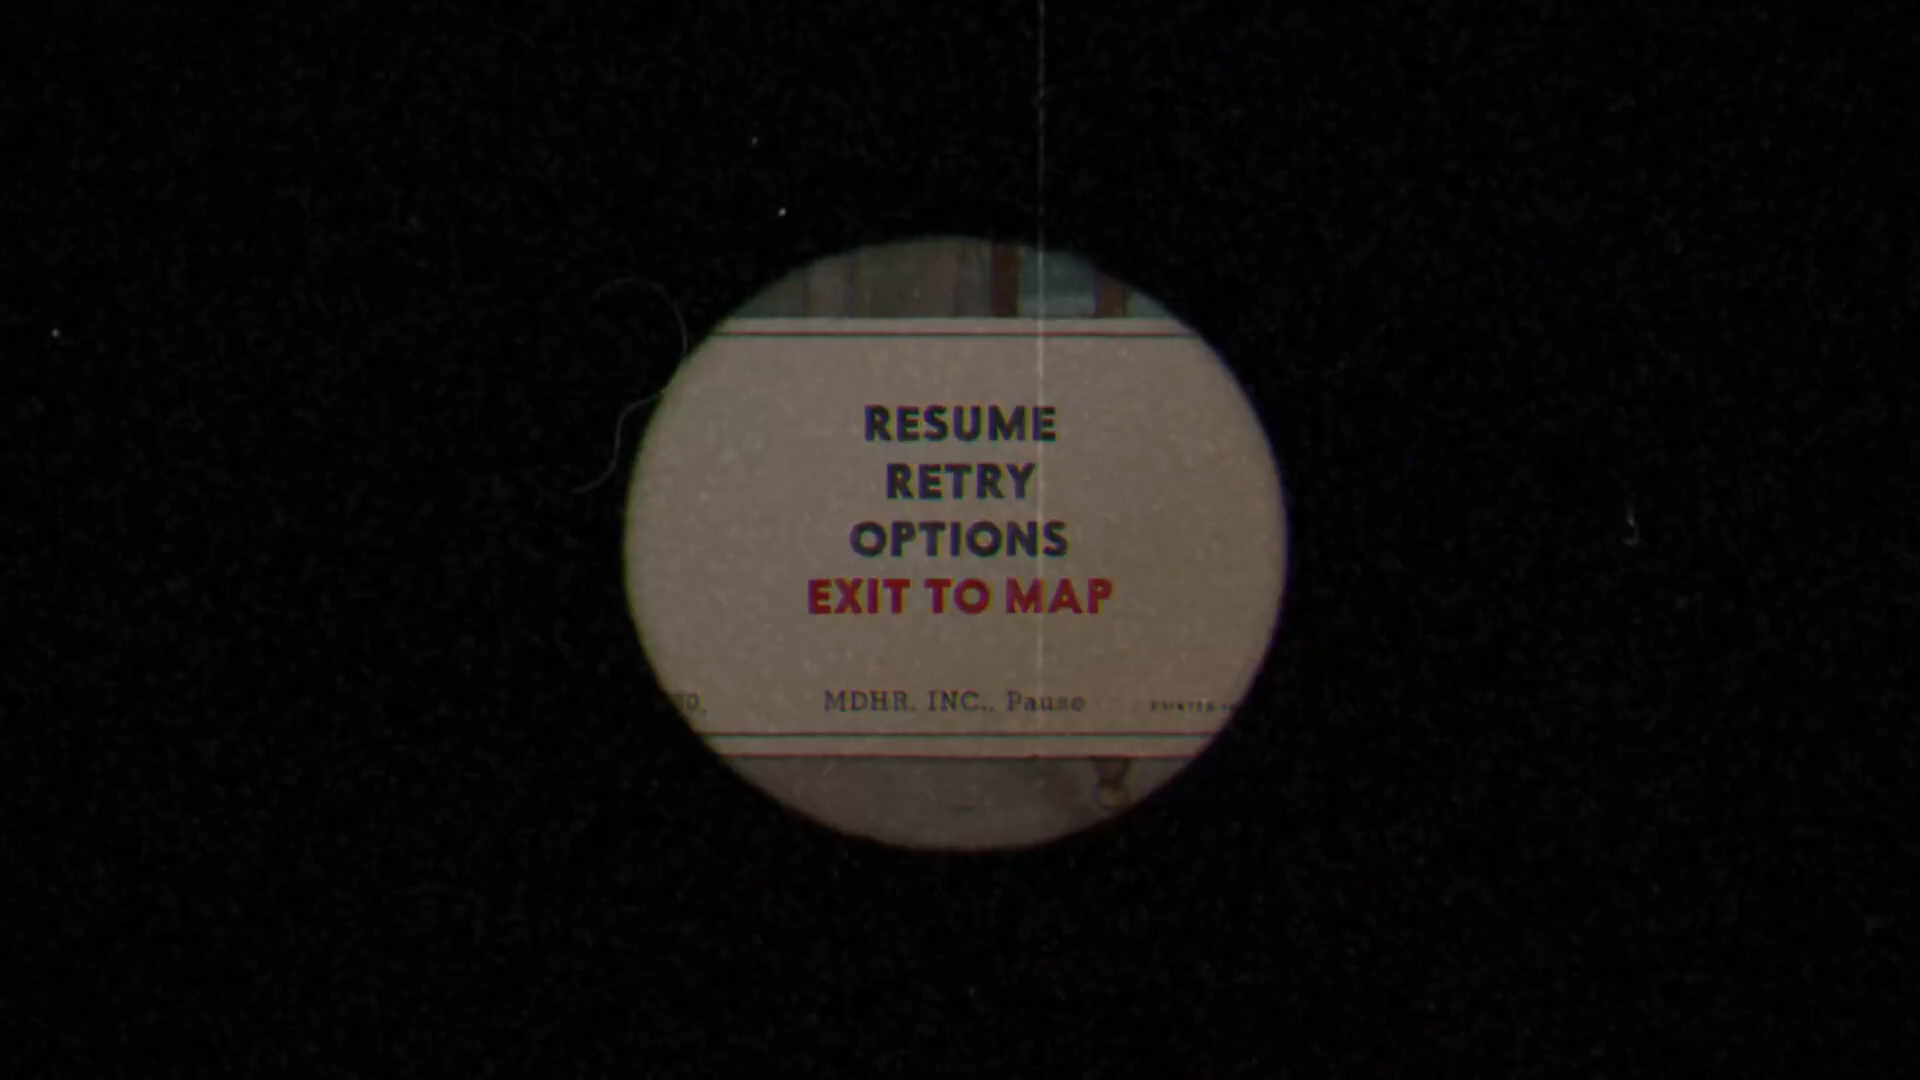 RESUME
RETRY
OPTIONS
EXIT TO MAP
MDHR. INC., Pause